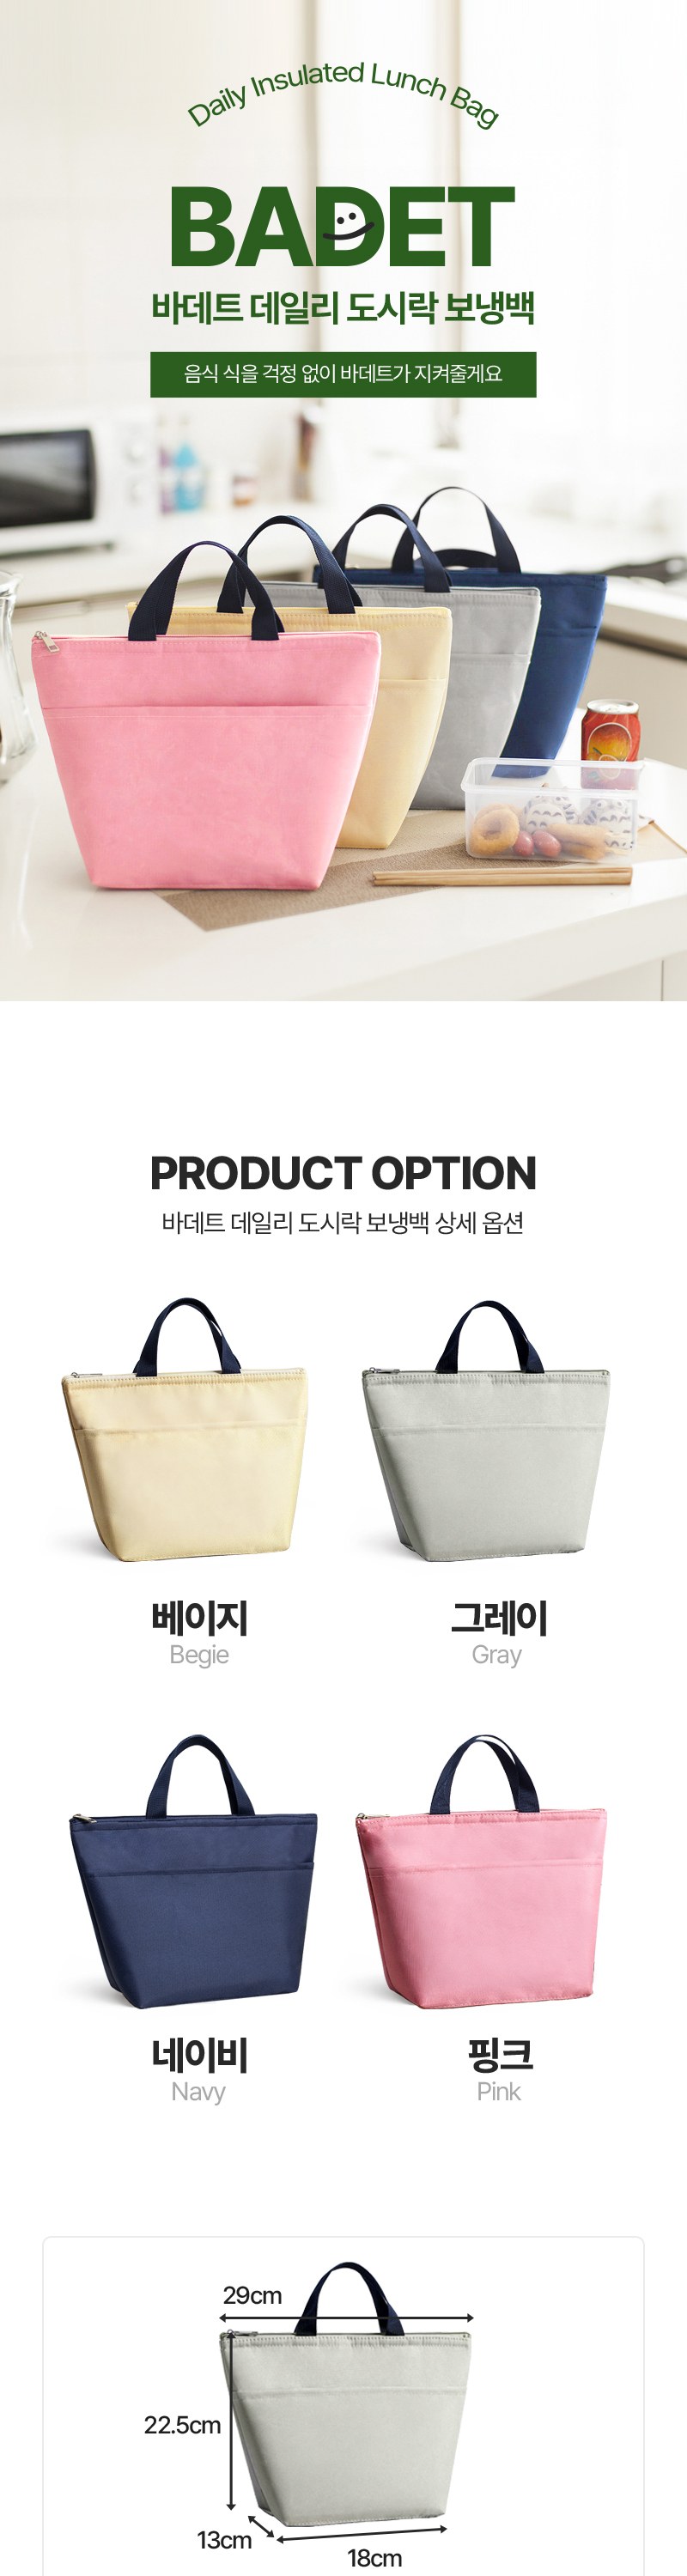 Daily Insulated Lunch Bag
BADET
바데트 데일리 도시락 보냉백
음식 식을 걱정 없이 바데트가 지켜줄게요
PRODUCT OPTION
바데트 데일리 도시락 보냉백 상세 옵션
베이지
그레이
Begie
Gray
네이비
핑크
Navy
Pink
29cm
22.5cm
13cm
18cm